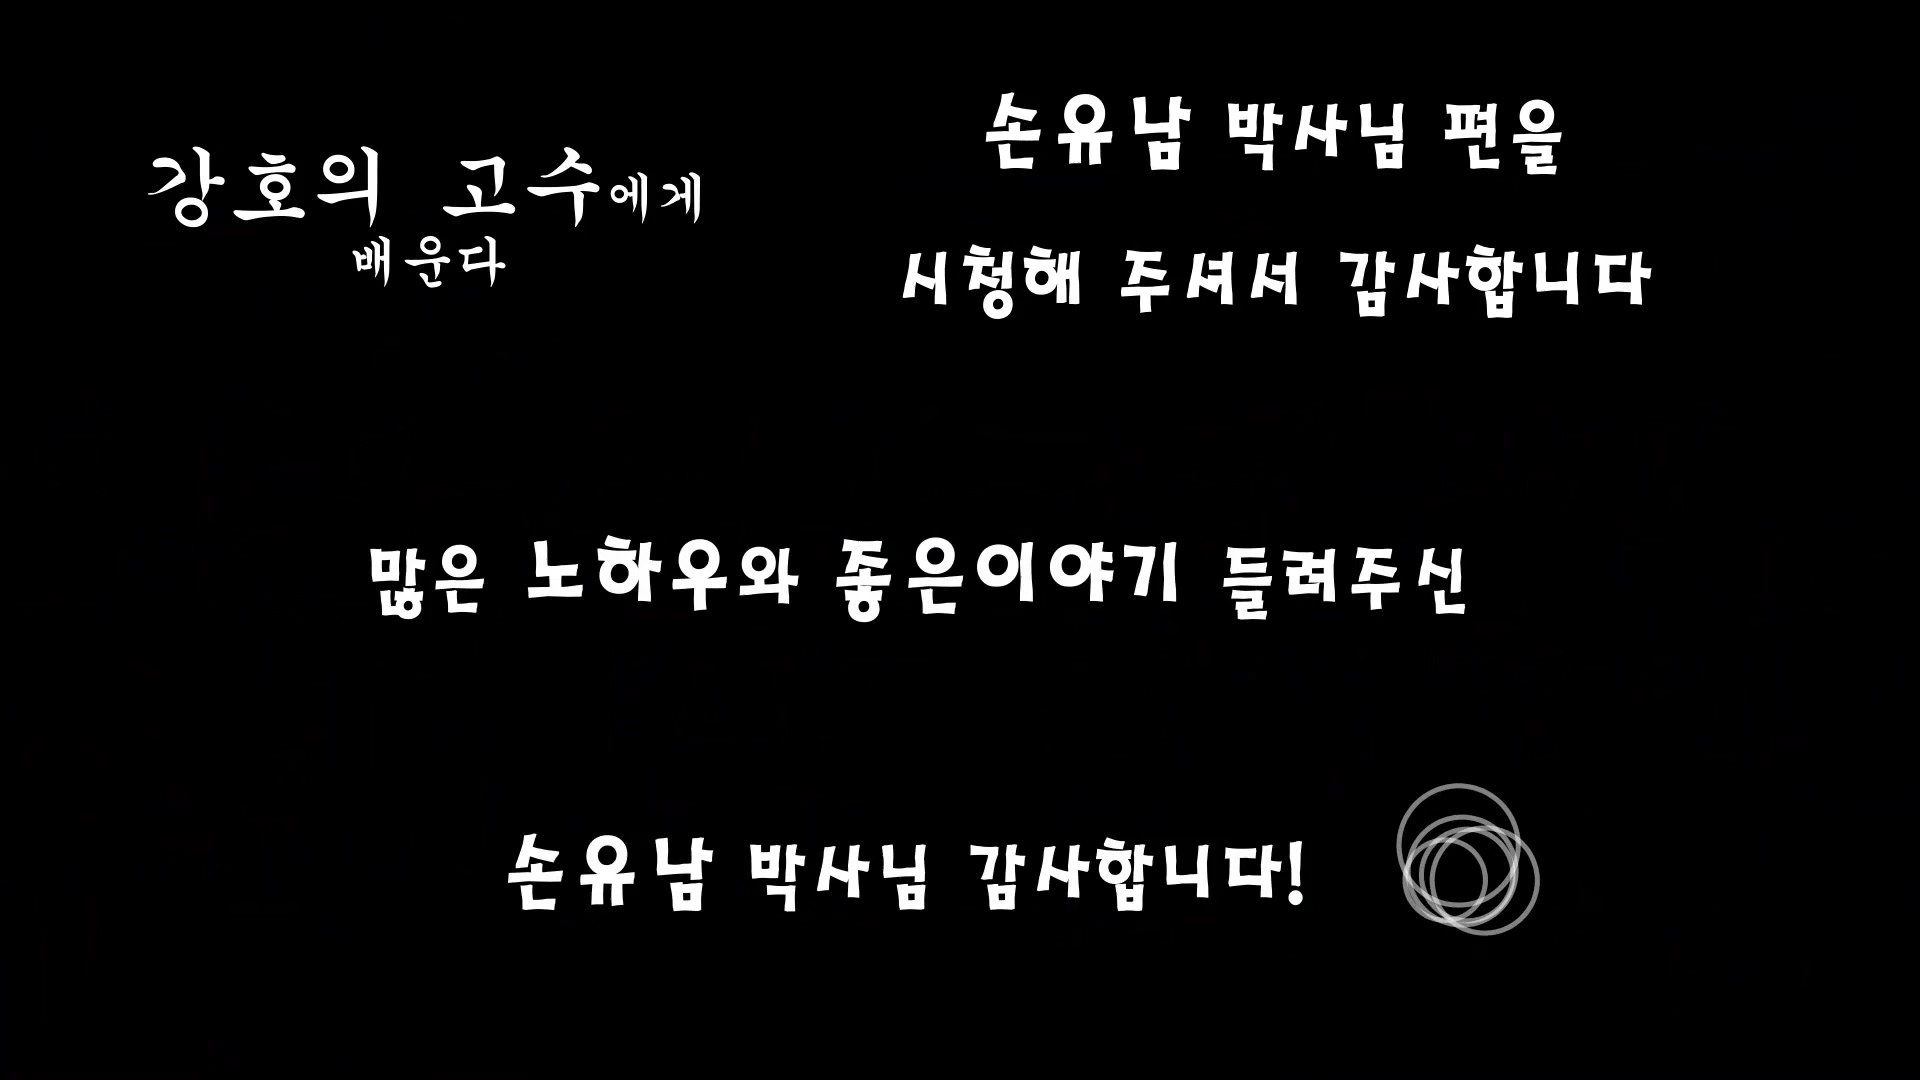 강호의 고수에게
배운다
손유남 박사님 편을
시청해 주셔서 감사합니다
많은 노하우와 좋은이야기 들려주신
손유남 박사님 감사합니다!